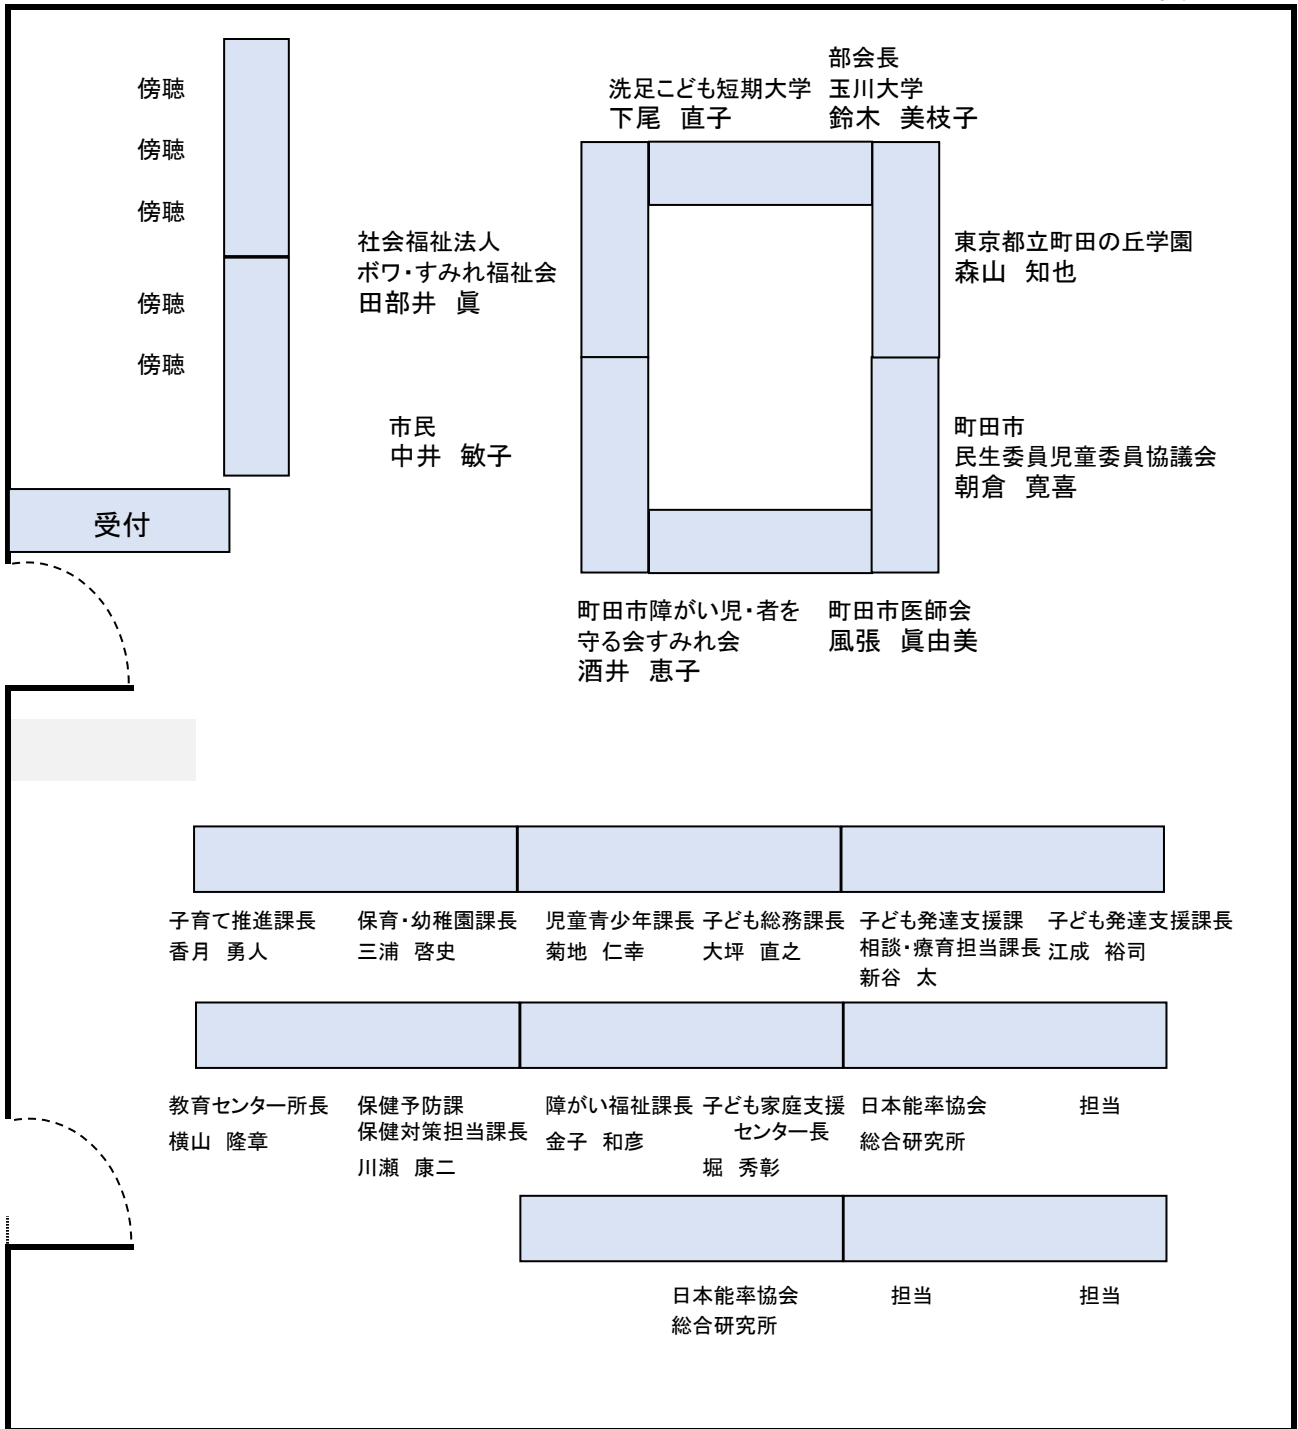 傍聴
傍聴
傍聴
傍聴
傍聴
受付
洗足こども短期大学
下尾　直子
部会長
玉川大学
鈴木　美枝子
社会福祉法人
ボワ・すみれ福祉会
田部井　眞
東京都立町田の丘学園
森山　知也
市民
中井　敏子
町田市
民生委員児童委員協議会
朝倉　寛喜
町田市障がい児・者を
守る会すみれ会
酒井　恵子
町田市医師会
風張　眞由美
子育て推進課長
香月　勇人
保育・幼稚園課長
三浦　啓史
児童青少年課長
菊地　仁幸
子ども総務課長
大坪　直之
子ども発達支援課
相談・療育担当課長
新谷　太
子ども発達支援課長
江成　裕司
教育センター所長
横山　隆章
保健予防課
保健対策担当課長
川瀬　康二
障がい福祉課長
金子　和彦
子ども家庭支援
センター長
堀　秀彰
日本能率協会
総合研究所
担当
日本能率協会
総合研究所
担当
担当